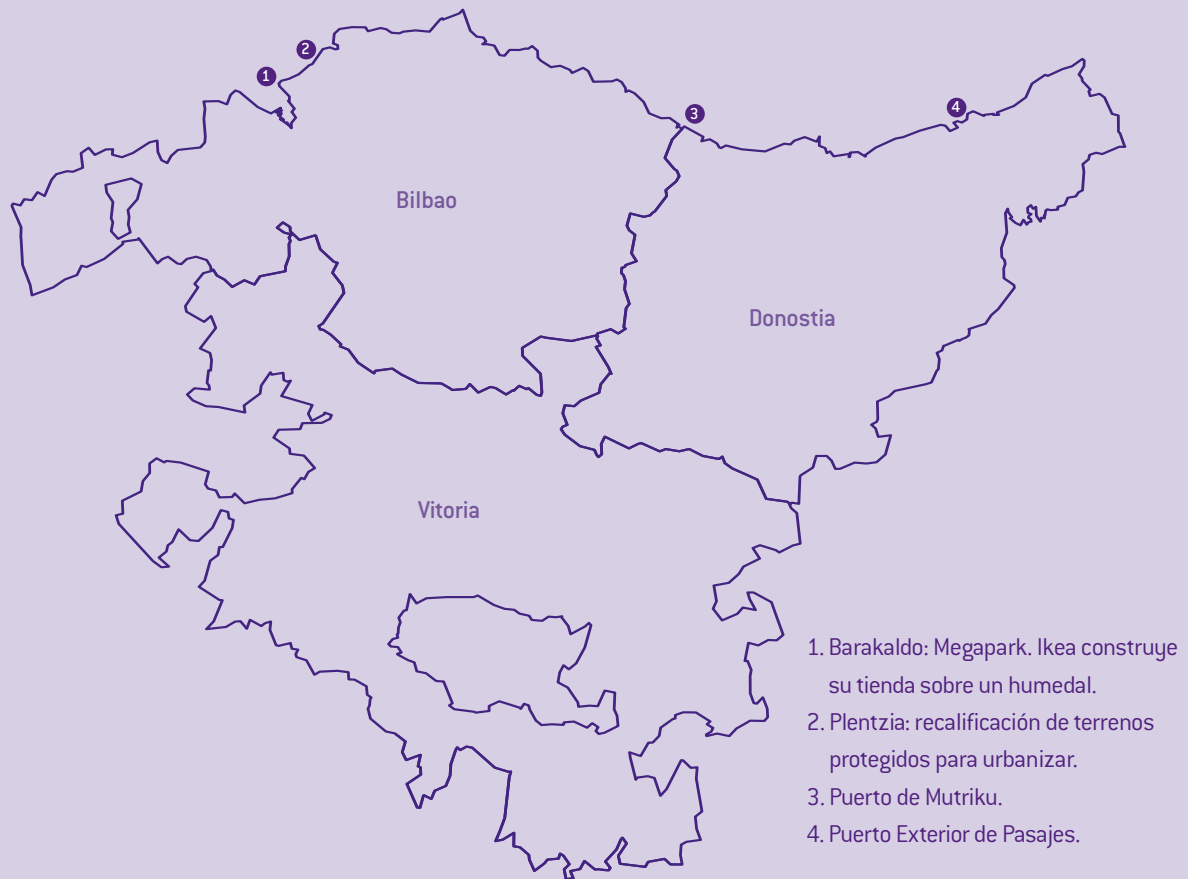 2
1
3
4
Bilbao
Donostia
Vitoria
1. Barakaldo: Megapark. Ikea construye
su tienda sobre un humedal.
2. Plentzia: recalificación de terrenos
protegidos para urbanizar.
3. Puerto de Mutriku.
4. Puerto Exterior de Pasajes.